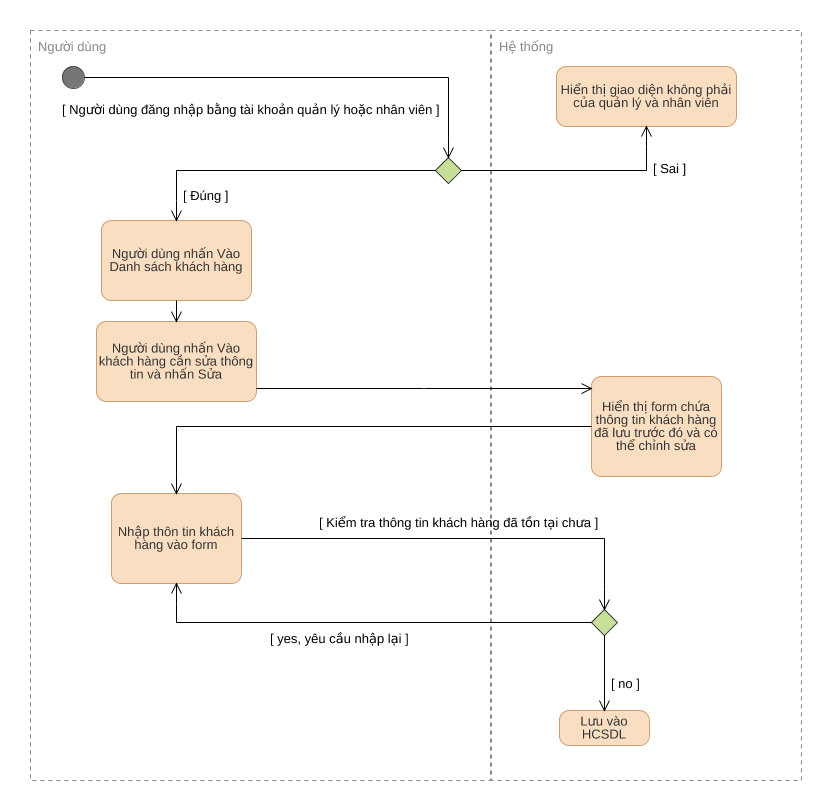 Người dùng
Hệ thống
Hiển thị giao diện không phải
của quản lý và nhân viên
[ Người dùng đăng nhập bằng tài khoản quản lý hoặc nhân viên ]
[ Sai ]
[ Đúng ]
Người dùng nhấn Vào
Danh sách khách hàng
Người dùng nhấn Vào
khách hàng cần sửa thông
tin và nhấn Sửa
Hiển thị form chứa
thông tin khách hàng
đã lưu trước đó và có
thể chỉnh sửa
Nhập thôn tin khách
hàng vào form
[ Kiểm tra thông tin khách hàng đã tồn tại chưa ]
[ yes, yêu cầu nhập lại ]
[ no ]
Lưu vào
HCSDL